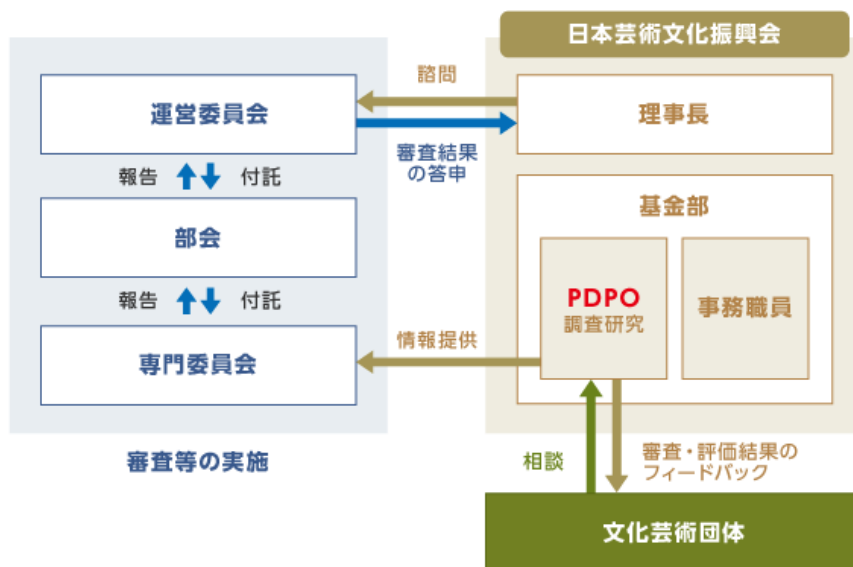 日本芸術文化振興会
諮問
運営委員会
理事長
審査結果
の答申
報告
付託
基金部
部会
PDPO
調査研究
事務職員
報告
付託
情報提供
専門委員会
審査等の実施
相談
審査・評価結果の
フィードバック
文化芸術団体